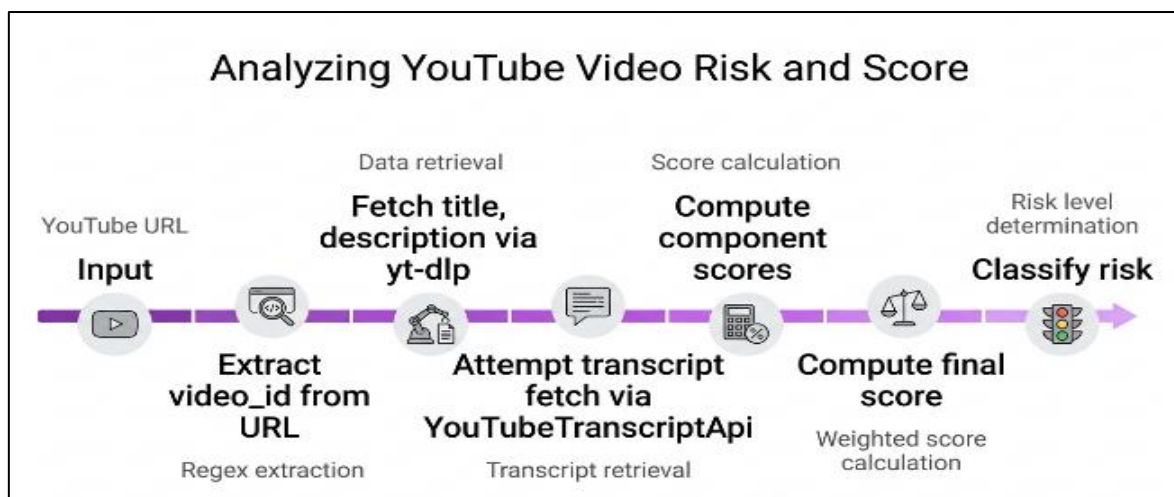 Analyzing YouTube Video Risk and Score
YouTube URL
Input
Extract
video_id from
URL
Regex extraction
Data retrieval
Fetch title,
description via
yt-dlp
Attempt transcript
fetch via
YouTubeTranscriptApi
Transcript retrieval
Score calculation
Compute
component
scores
Compute final
score
Weighted score
calculation
Risk level
determination
Classify risk